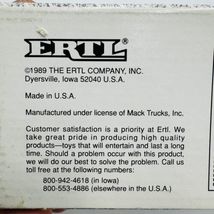 ERTL
©1989 THE ERTL COMPANY, INC.
Dyersville, Iowa 52040 U.S.A.
Made in U.S.A.
Manufactured under license of Mack Trucks, Inc.
Customer satisfaction is a priority at Ertl. We
take great pride in producing high-quality
products—toys that will entertain and last a long
time. Should a problem occur with this product,
we will do our best to solve the problem. Call us
toll free at the following numbers:
800-942-4618 (in Iowa)
800-553-4886 (elsewhere in the U.S.A.)